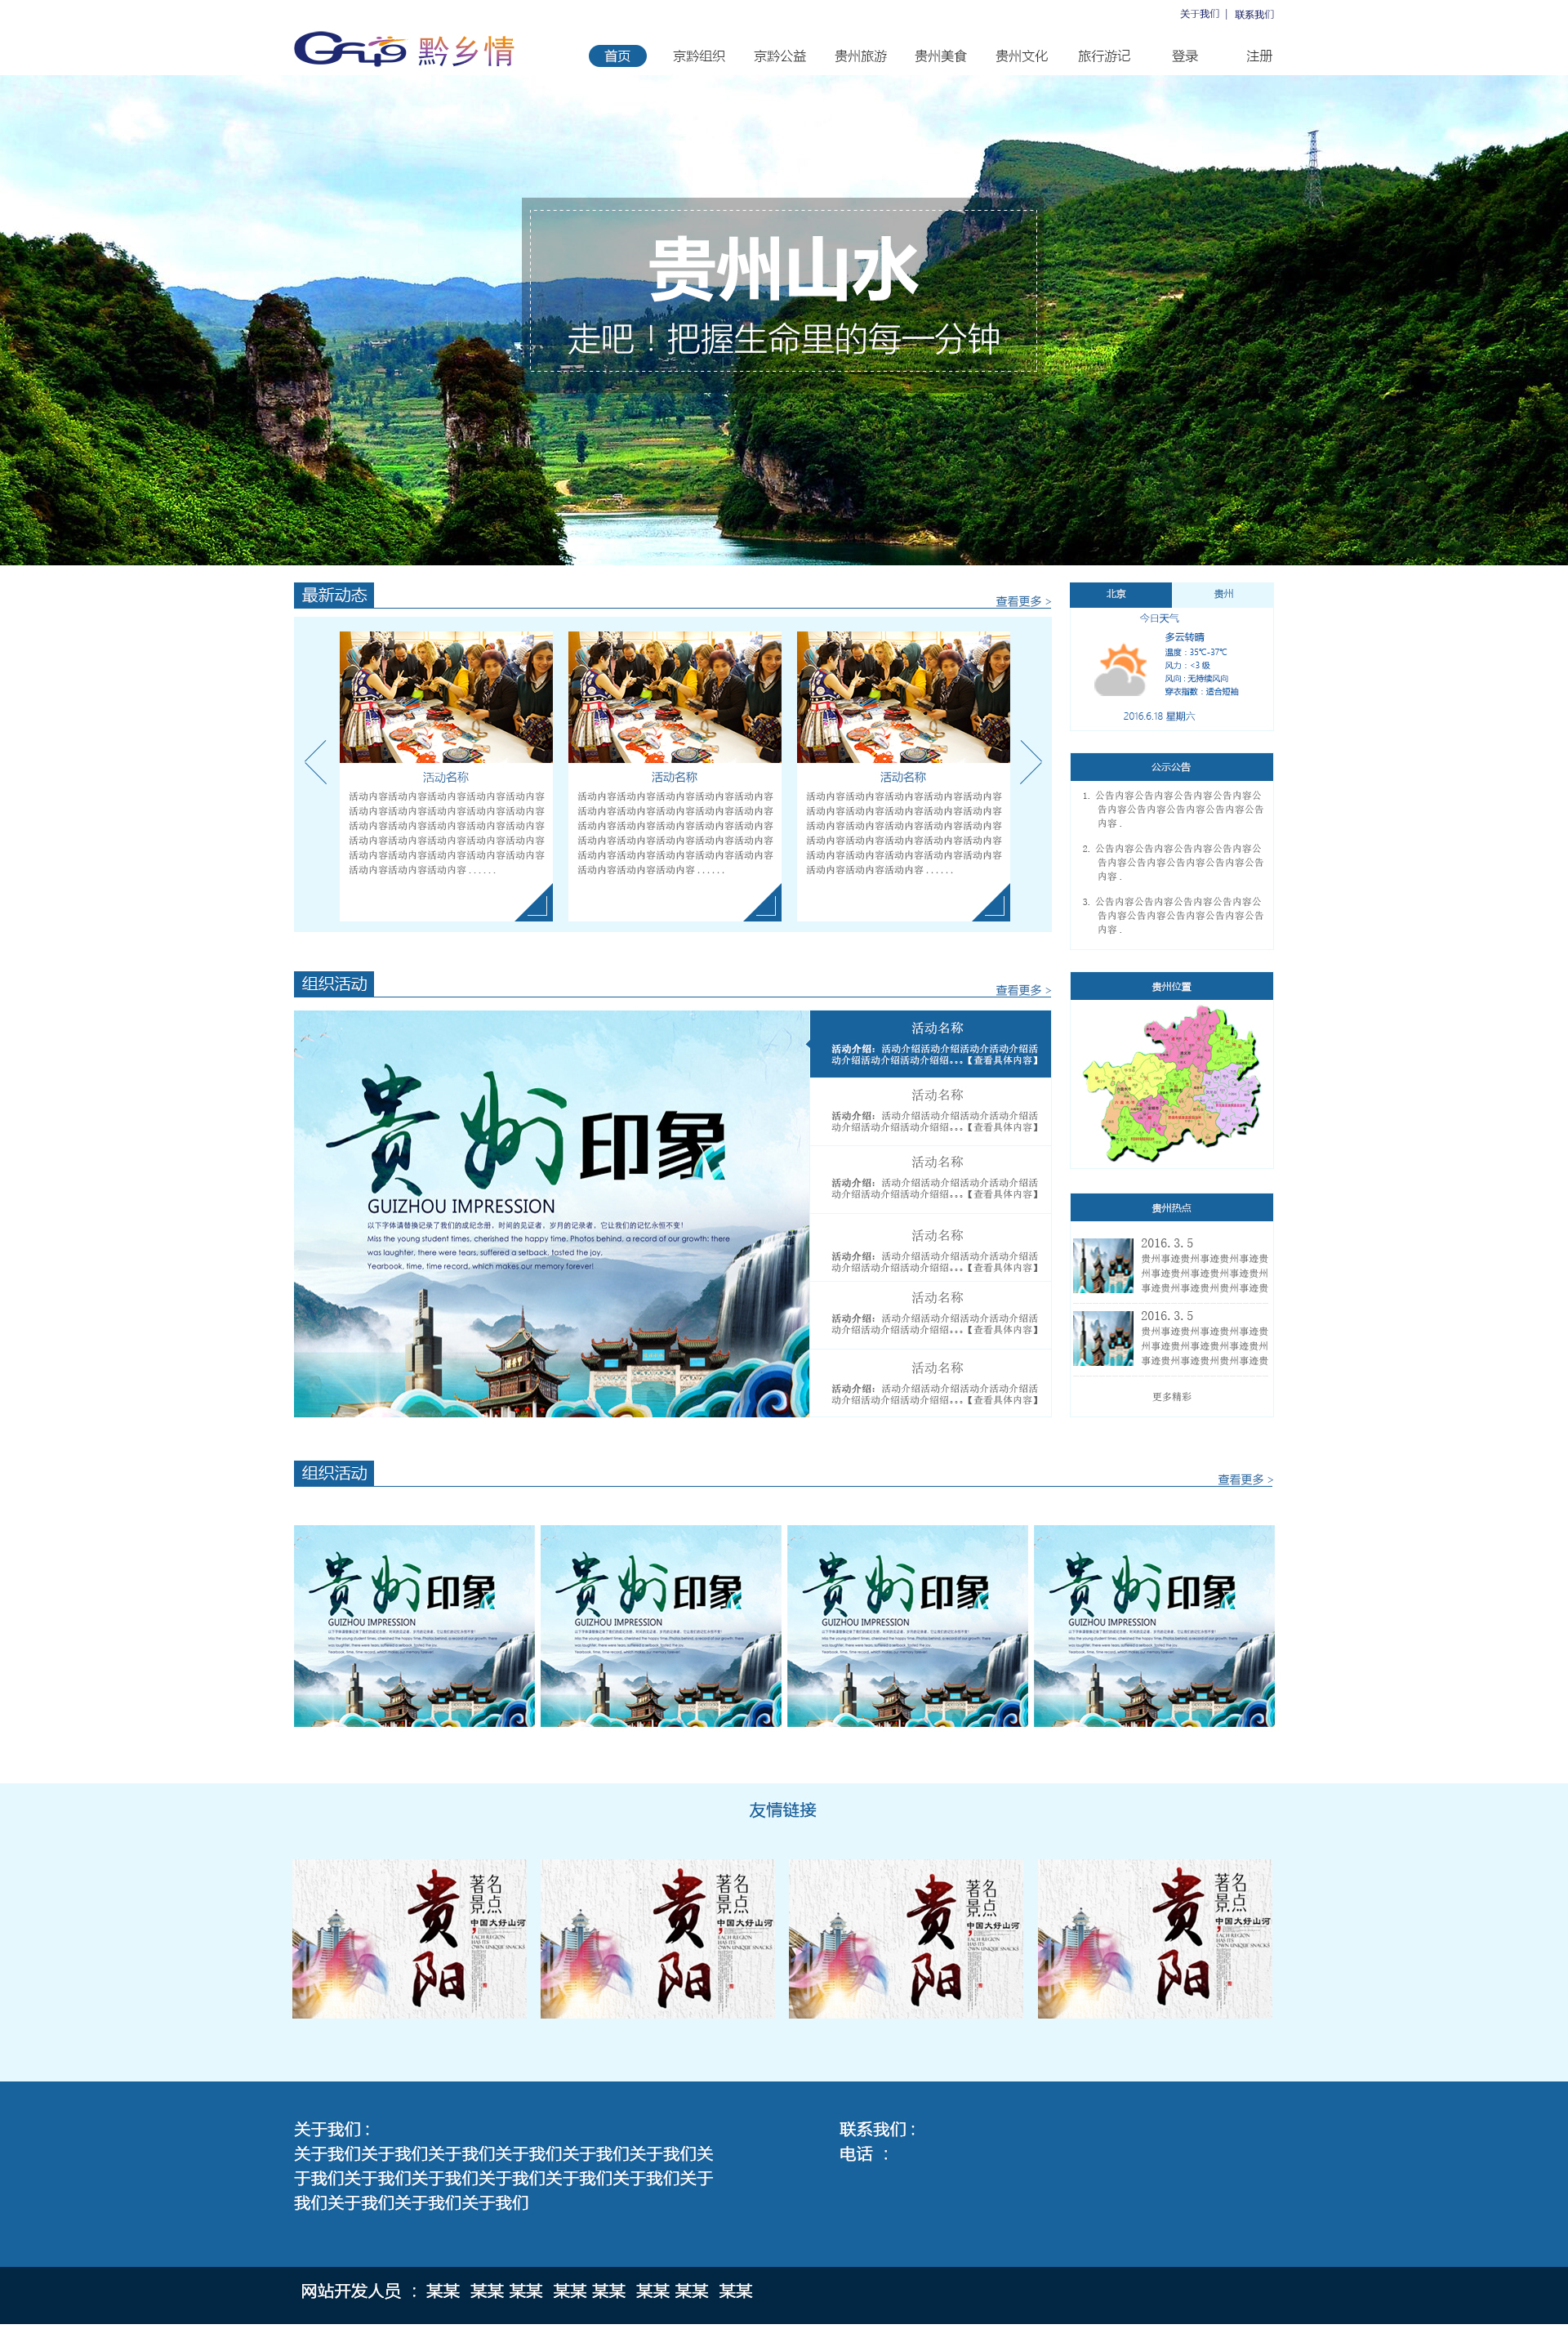 关于我们 | 联系我们
黔乡情
首页 京黔组织 京黔公益 贵州旅游 贵州美食 贵州文化 旅行游记 登录 注册
贵州山水
走吧！把握生命里的每一分钟
最新动态
查看更多 >
活动名称
活动内容活动内容活动内容活动内容活动内容
活动内容活动内容活动内容活动内容活动内容
活动内容活动内容活动内容活动内容活动内容
活动内容活动内容活动内容活动内容活动内容
活动内容活动内容活动内容活动内容活动内容
活动内容活动内容活动内容 . . . . . .
活动名称
活动内容活动内容活动内容活动内容活动内容
活动内容活动内容活动内容活动内容活动内容
活动内容活动内容活动内容活动内容活动内容
活动内容活动内容活动内容活动内容活动内容
活动内容活动内容活动内容活动内容活动内容
活动内容活动内容活动内容 . . . . . .
活动名称
活动内容活动内容活动内容活动内容活动内容
活动内容活动内容活动内容活动内容活动内容
活动内容活动内容活动内容活动内容活动内容
活动内容活动内容活动内容活动内容活动内容
活动内容活动内容活动内容活动内容活动内容
活动内容活动内容活动内容 . . . . . .
北京 贵州
今日天气
多云转晴
温度：35℃-37℃
风力：<3 级
风向：无持续风向
穿衣指数：适合短袖
2016.6.18 星期六
公示公告
1. 公告内容公告内容公告内容公告内容公
告内容公告内容公告内容公告内容公告
内容 .
2. 公告内容公告内容公告内容公告内容公
告内容公告内容公告内容公告内容公告
内容 .
3. 公告内容公告内容公告内容公告内容公
告内容公告内容公告内容公告内容公告
内容 .
组织活动
查看更多 >
贵州印象
GUIZHOU IMPRESSION
以下字体请替换记录了我们的成纪念册，时间的见证者，岁月的记录者，它让我们的记忆永恒不变！
Miss the young student times, cherished the happy time, Photos behind, a record of our growth: there
was laughter, there were tears, suffered a setback, tasted the joy.
Yearbook, time, time record, which makes our memory forever!
活动名称
活动介绍：活动介绍活动介绍活动介活动介绍活
动介绍活动介绍活动介绍绍。。。【查看具体内容】
活动名称
活动介绍：活动介绍活动介绍活动介活动介绍活
动介绍活动介绍活动介绍绍。。。【查看具体内容】
活动名称
活动介绍：活动介绍活动介绍活动介活动介绍活
动介绍活动介绍活动介绍绍。。。【查看具体内容】
活动名称
活动介绍：活动介绍活动介绍活动介活动介绍活
动介绍活动介绍活动介绍绍。。。【查看具体内容】
活动名称
活动介绍：活动介绍活动介绍活动介活动介绍活
动介绍活动介绍活动介绍绍。。。【查看具体内容】
活动名称
活动介绍：活动介绍活动介绍活动介活动介绍活
动介绍活动介绍活动介绍绍。。。【查看具体内容】
贵州位置
贵州热点
2016. 3. 5
贵州事迹贵州事迹贵州事迹贵
州事迹贵州事迹贵州事迹贵州
事迹贵州事迹贵州贵州事迹贵
2016. 3. 5
贵州事迹贵州事迹贵州事迹贵
州事迹贵州事迹贵州事迹贵州
事迹贵州事迹贵州贵州事迹贵
更多精彩
组织活动
查看更多 >
贵州印象
GUIZHOU IMPRESSION
贵州印象
GUIZHOU IMPRESSION
贵州印象
GUIZHOU IMPRESSION
贵州印象
GUIZHOU IMPRESSION
友情链接
贵阳
著名
景点
中国大好山河
EACH REGION
HAS ITS
OWN UNIQUE SNACKS
贵阳
著名
景点
中国大好山河
EACH REGION
HAS ITS
OWN UNIQUE SNACKS
贵阳
著名
景点
中国大好山河
EACH REGION
HAS ITS
OWN UNIQUE SNACKS
贵阳
著名
景点
中国大好山河
EACH REGION
HAS ITS
OWN UNIQUE SNACKS
关于我们：
关于我们关于我们关于我们关于我们关于我们关于我们关
于我们关于我们关于我们关于我们关于我们关于我们关于
我们关于我们关于我们关于我们
联系我们：
电话 ：
网站开发人员 ： 某某 某某 某某 某某 某某 某某 某某 某某